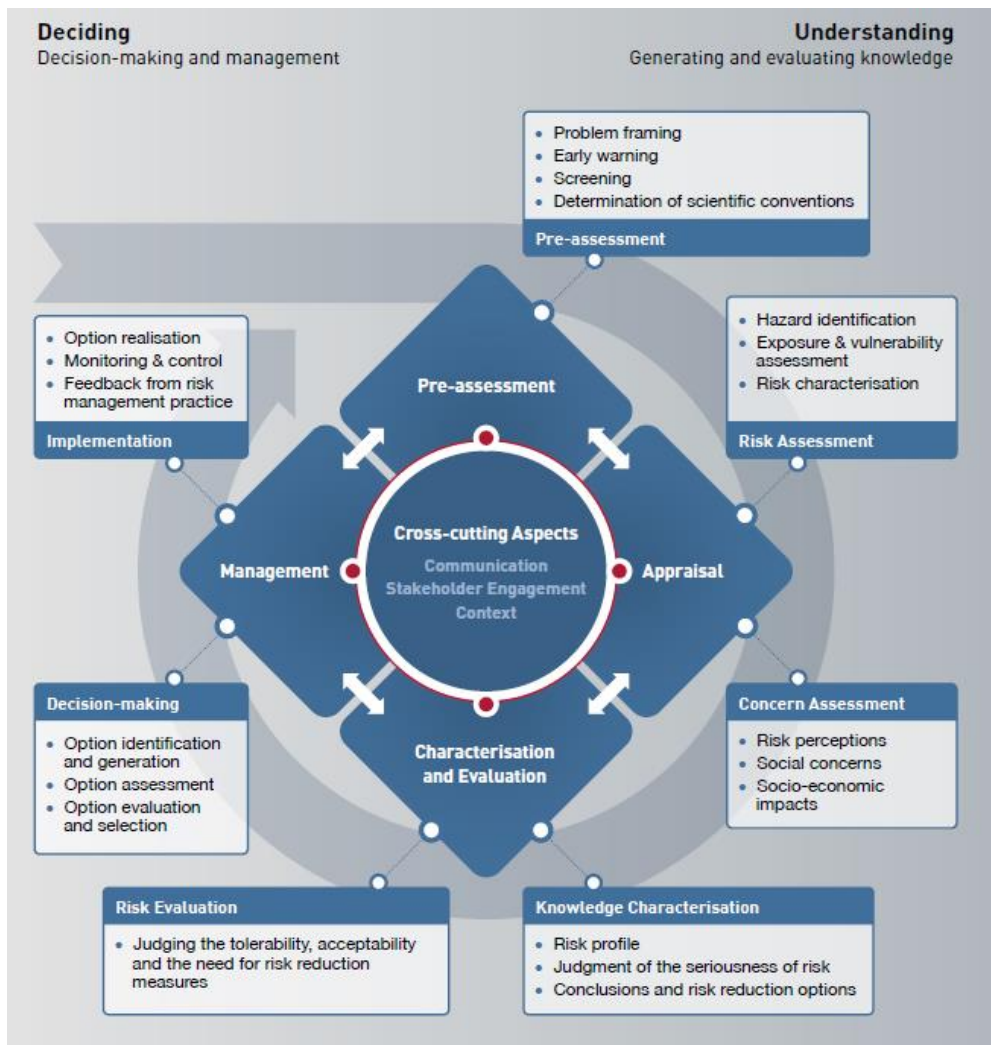 Deciding
Decision-making and management
Understanding
Generating and evaluating knowledge
• Problem framing
• Early warning
• Screening
• Determination of scientific conventions
Pre-assessment
• Option realisation
• Monitoring & control
• Feedback from risk
management practice
Implementation
Pre-assessment
• Hazard identification
• Exposure & vulnerability
assessment
• Risk characterisation
Risk Assessment
Management
Cross-cutting Aspects
Communication
Stakeholder Engagement
Context
Appraisal
Decision-making
• Option identification
and generation
• Option assessment
• Option evaluation
and selection
Characterisation
and Evaluation
Concern Assessment
• Risk perceptions
• Social concerns
• Socio-economic
impacts
Risk Evaluation
• Judging the tolerability, acceptability
and the need for risk reduction
measures
Knowledge Characterisation
• Risk profile
• Judgment of the seriousness of risk
• Conclusions and risk reduction options